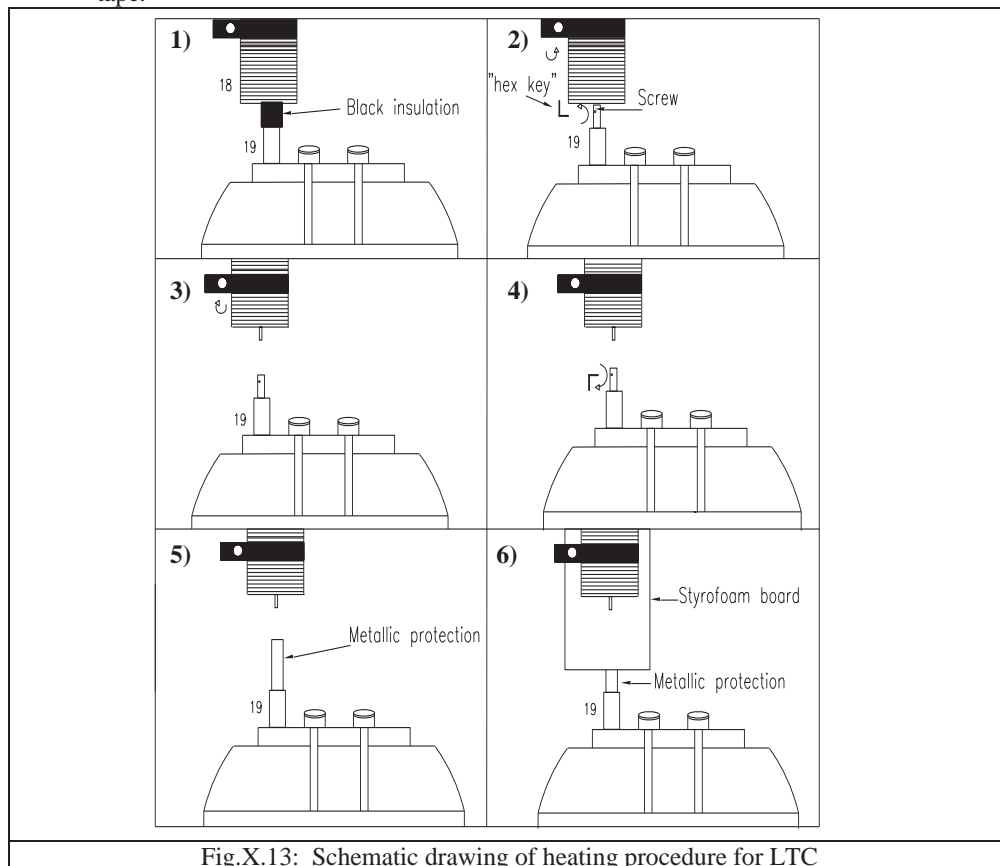 tape.
1)
18
Black insulation
19
2)
"hex key"
Screw
19
3)
19
4)
5)
Metallic protection
19
6)
Styrofoam board
Metallic protection
19
Fig.X.13: Schematic drawing of heating procedure for LTC